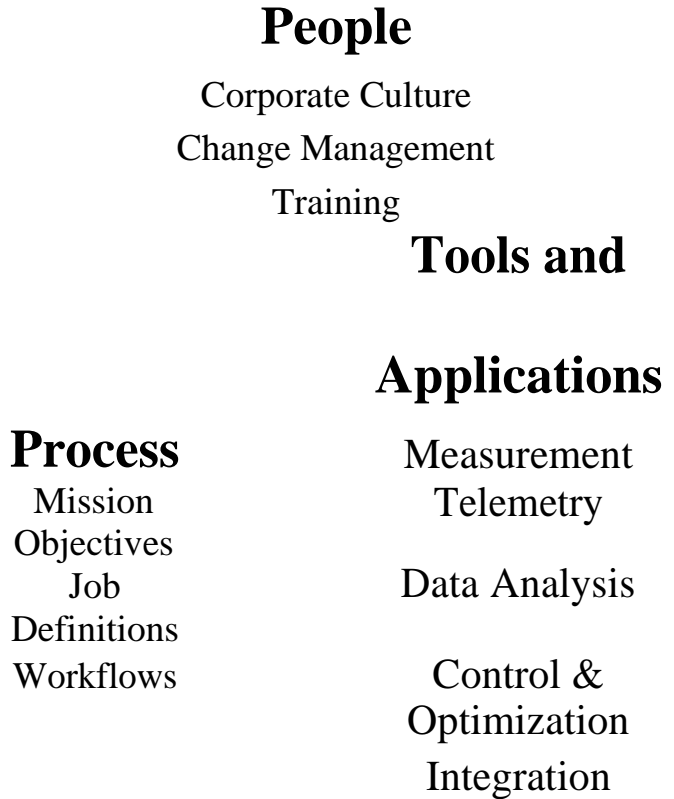 People
Corporate Culture
Change Management
Training
Tools and
Applications
Process
Mission
Objectives
Job
Definitions
Workflows
Measurement
Telemetry
Data Analysis
Control &
Optimization
Integration